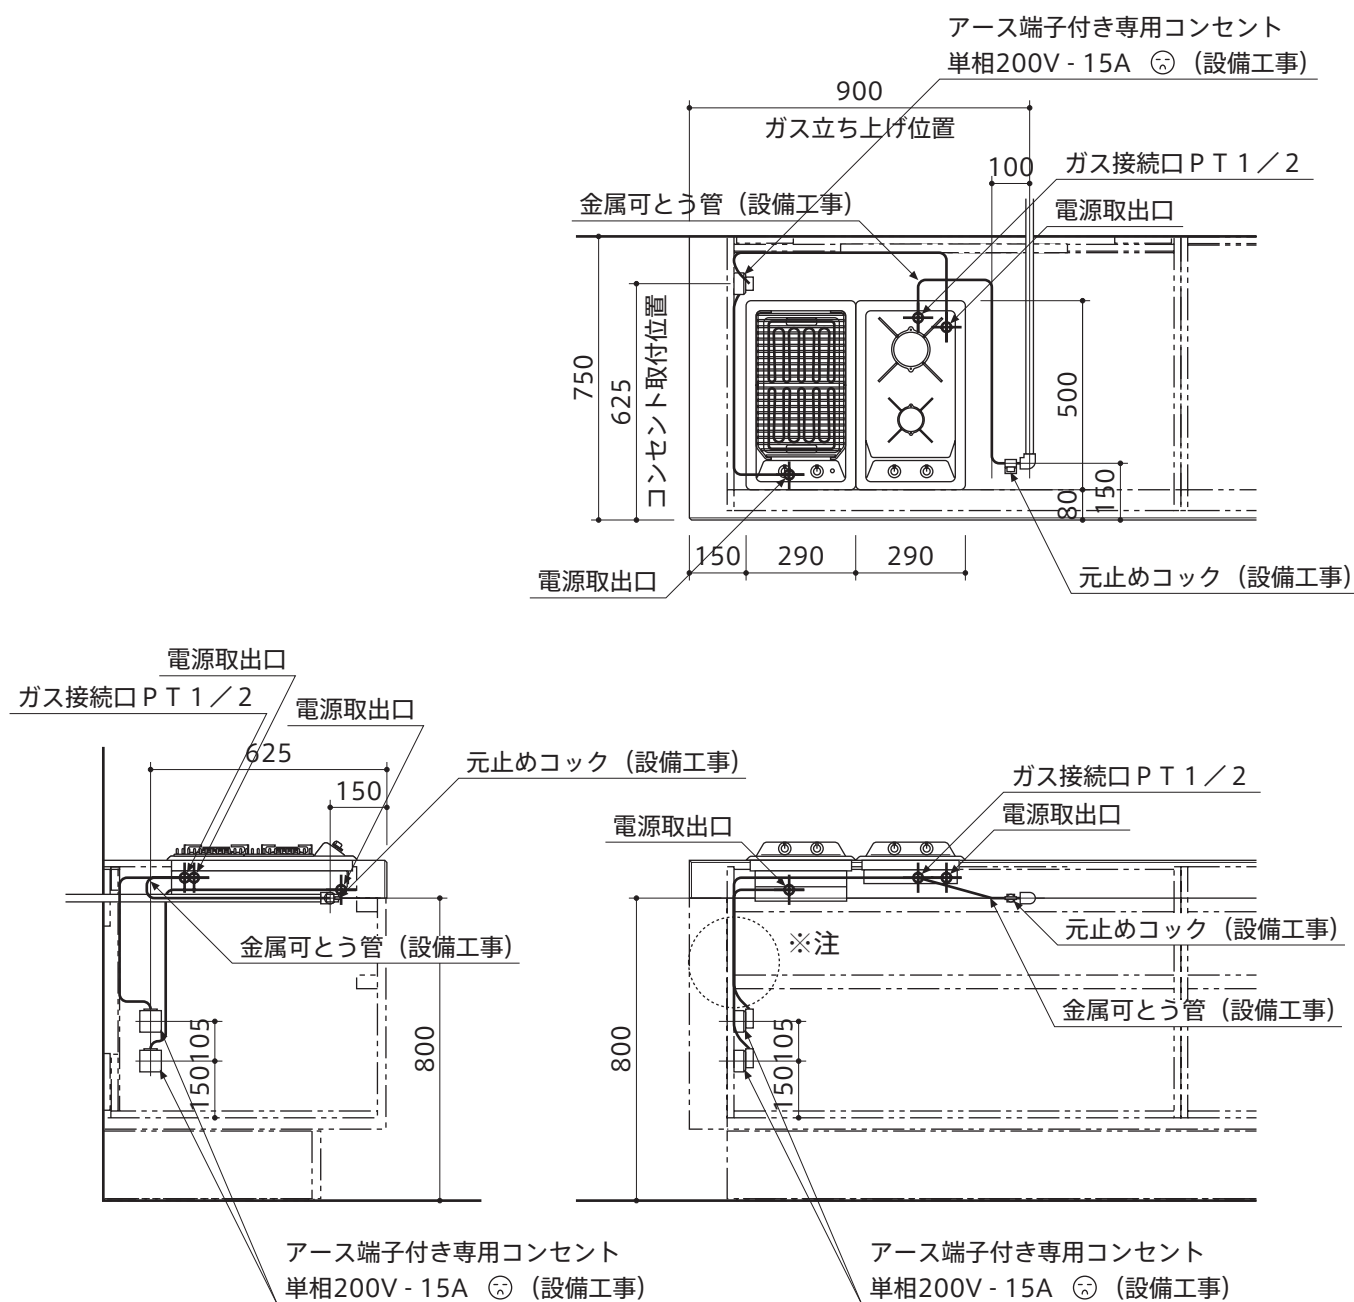 アース端子付き専用コンセント
単相200V - 15A （設備工事）
900
ガス立ち上げ位置
100
ガス接続口ＰＴ１／２
金属可とう管（設備工事）
電源取出口
750
625
コンセント取付位置
500
80
150
150
290
290
電源取出口
元止めコック（設備工事）
電源取出口
ガス接続口ＰＴ１／２
電源取出口
625
元止めコック（設備工事）
150
金属可とう管（設備工事）
105
150
800
アース端子付き専用コンセント
単相200V - 15A （設備工事）
ガス接続口ＰＴ１／２
電源取出口
電源取出口
元止めコック（設備工事）
※注
金属可とう管（設備工事）
800
105
150
アース端子付き専用コンセント
単相200V - 15A （設備工事）